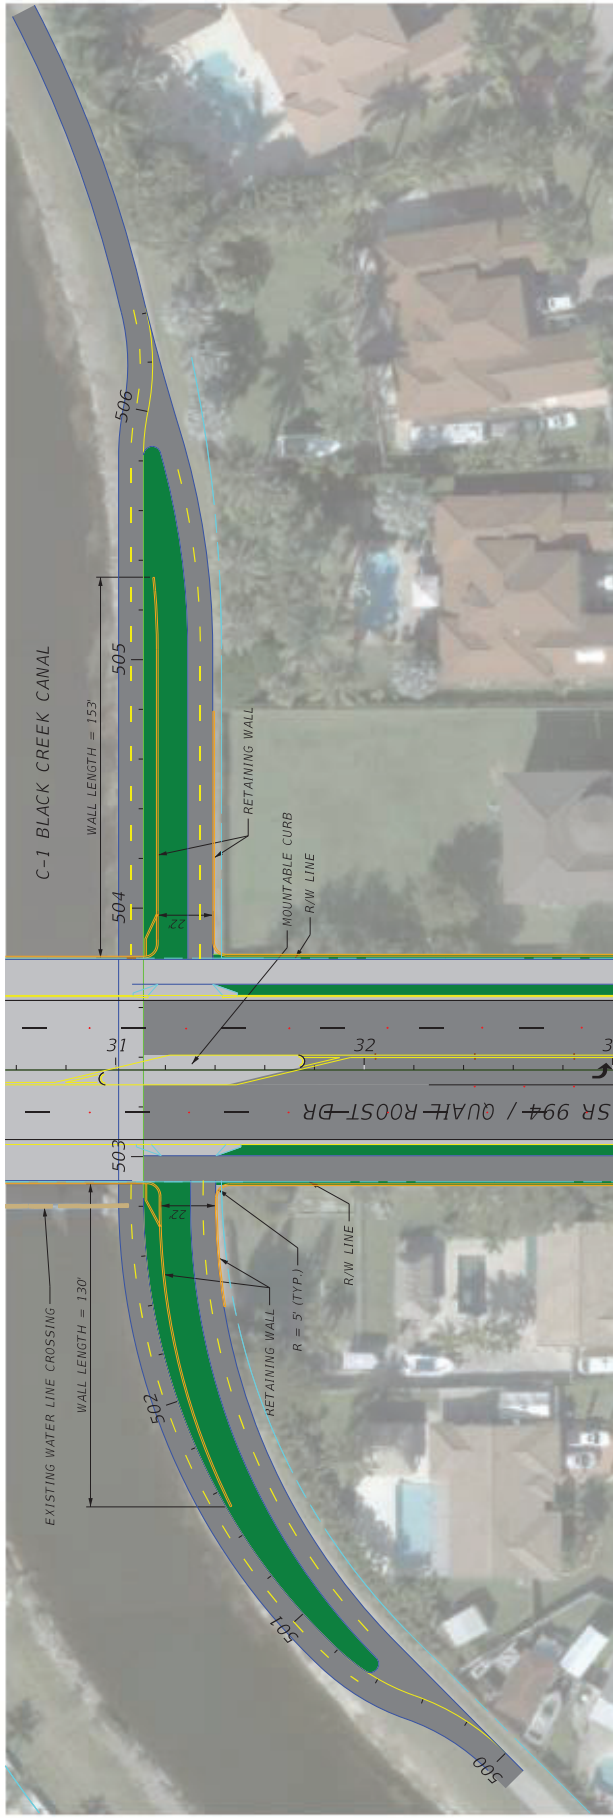 506
505
C-1 BLACK CREEK CANAL
WALL LENGTH = 153'
RETAINING WALL
MOUNTABLE CURB
R/W LINE
504
22'
31
32
3
SR 994 / QUAIL ROOST DR
503
22'
R/W LINE
R = 5' (TYP.)
RETAINING WALL
WALL LENGTH = 130'
EXISTING WATER LINE CROSSING
502
501
500